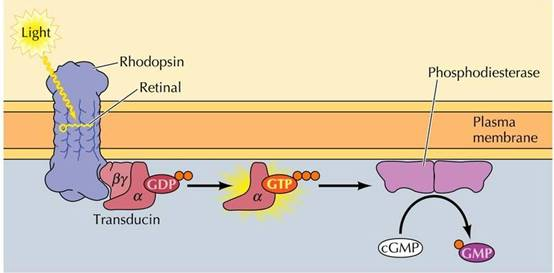 Light
Rhodopsin
Retinal
Phosphodiesterase
Plasma
membrane
βγ
α
GDP
α
GTP
Transducin
cGMP
GMP